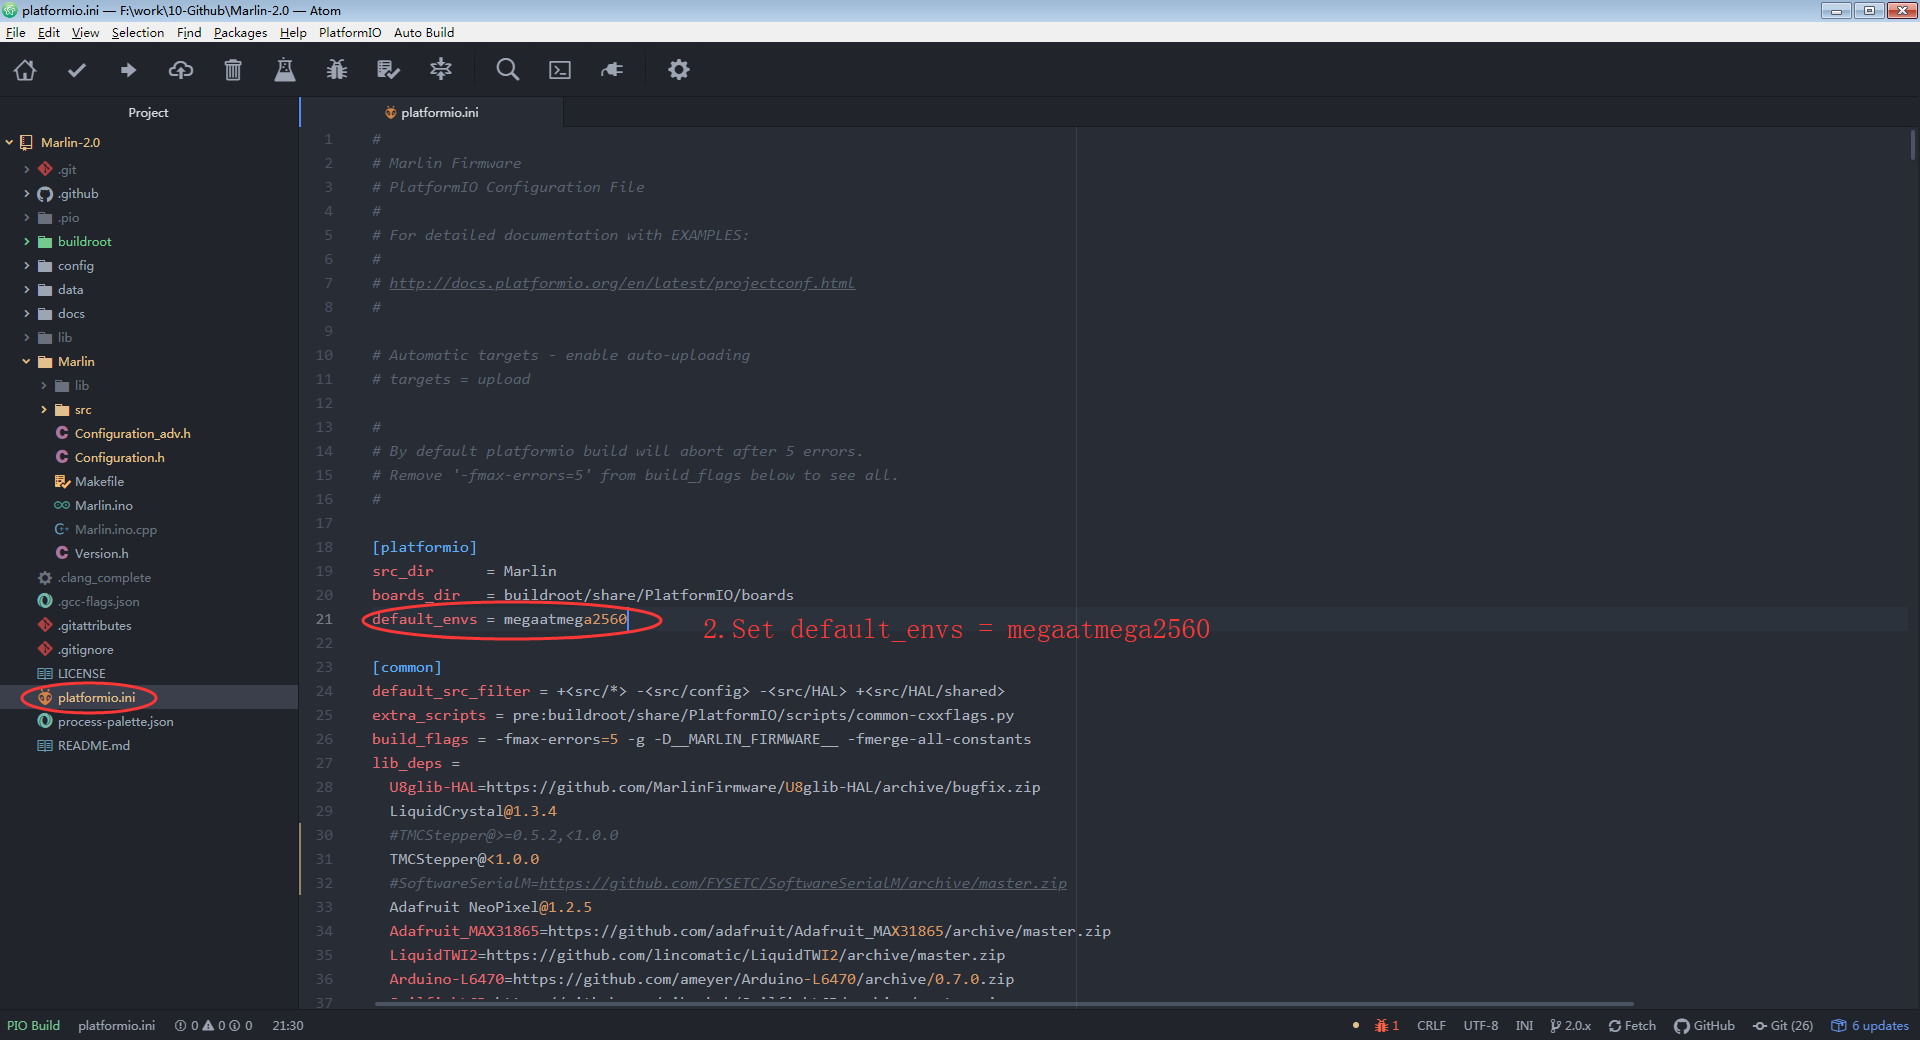 platformio.ini — F:\work\10-Github\Marlin-2.0 — Atom
File Edit View Selection Find Packages Help PlatformIO Auto Build
Project
platformio.ini
Marlin-2.0
.git
.github
.pio
buildroot
config
data
docs
lib
Marlin
lib
src
Configuration_adv.h
Configuration.h
Makefile
Marlin.ino
Marlin.ino.cpp
Version.h
.clang_complete
.gcc-flags.json
.gitattributes
.gitignore
LICENSE
platformio.ini
process-palette.json
README.md
1 #
2 # Marlin Firmware
3 # PlatformIO Configuration File
4 #
5 # For detailed documentation with EXAMPLES:
6 #
7 # http://docs.platformio.org/en/latest/projectconf.html
8 #
9
10 # Automatic targets - enable auto-uploading
11 # targets = upload
12
13 #
14 # By default platformio build will abort after 5 errors.
15 # Remove '-fmax-errors=5' from build_flags below to see all.
16 #
17
18 [platformio]
19 src_dir      = Marlin
20 boards_dir   = buildroot/share/PlatformIO/boards
21 default_envs = megaatmega2560
2.Set default_envs = megaatmega2560
22
23 [common]
24 default_src_filter = +<src/*> -<src/config> -<src/HAL> +<src/HAL/shared>
25 extra_scripts = pre:buildroot/share/PlatformIO/scripts/common-cxxflags.py
26 build_flags = -fmax-errors=5 -g -D__MARLIN_FIRMWARE__ -fmerge-all-constants
27 lib_deps =
28 U8glib-HAL=https://github.com/MarlinFirmware/U8glib-HAL/archive/bugfix.zip
29 LiquidCrystal@1.3.4
30 #TMCStepper@>=0.5.2,<1.0.0
31 TMCStepper@<1.0.0
32 #SoftwareSerialM=https://github.com/FYSETC/SoftwareSerialM/archive/master.zip
33 Adafruit NeoPixel@1.2.5
34 Adafruit_MAX31865=https://github.com/adafruit/Adafruit_MAX31865/archive/master.zip
35 LiquidTWI2=https://github.com/lincomatic/LiquidTWI2/archive/master.zip
36 Arduino-L6470=https://github.com/ameyer/Arduino-L6470/archive/0.7.0.zip
37
PIO Build platformio.ini 0 0 0 21:30
1 CRLF UTF-8 INI 2.0.x Fetch GitHub Git (26) 6 updates